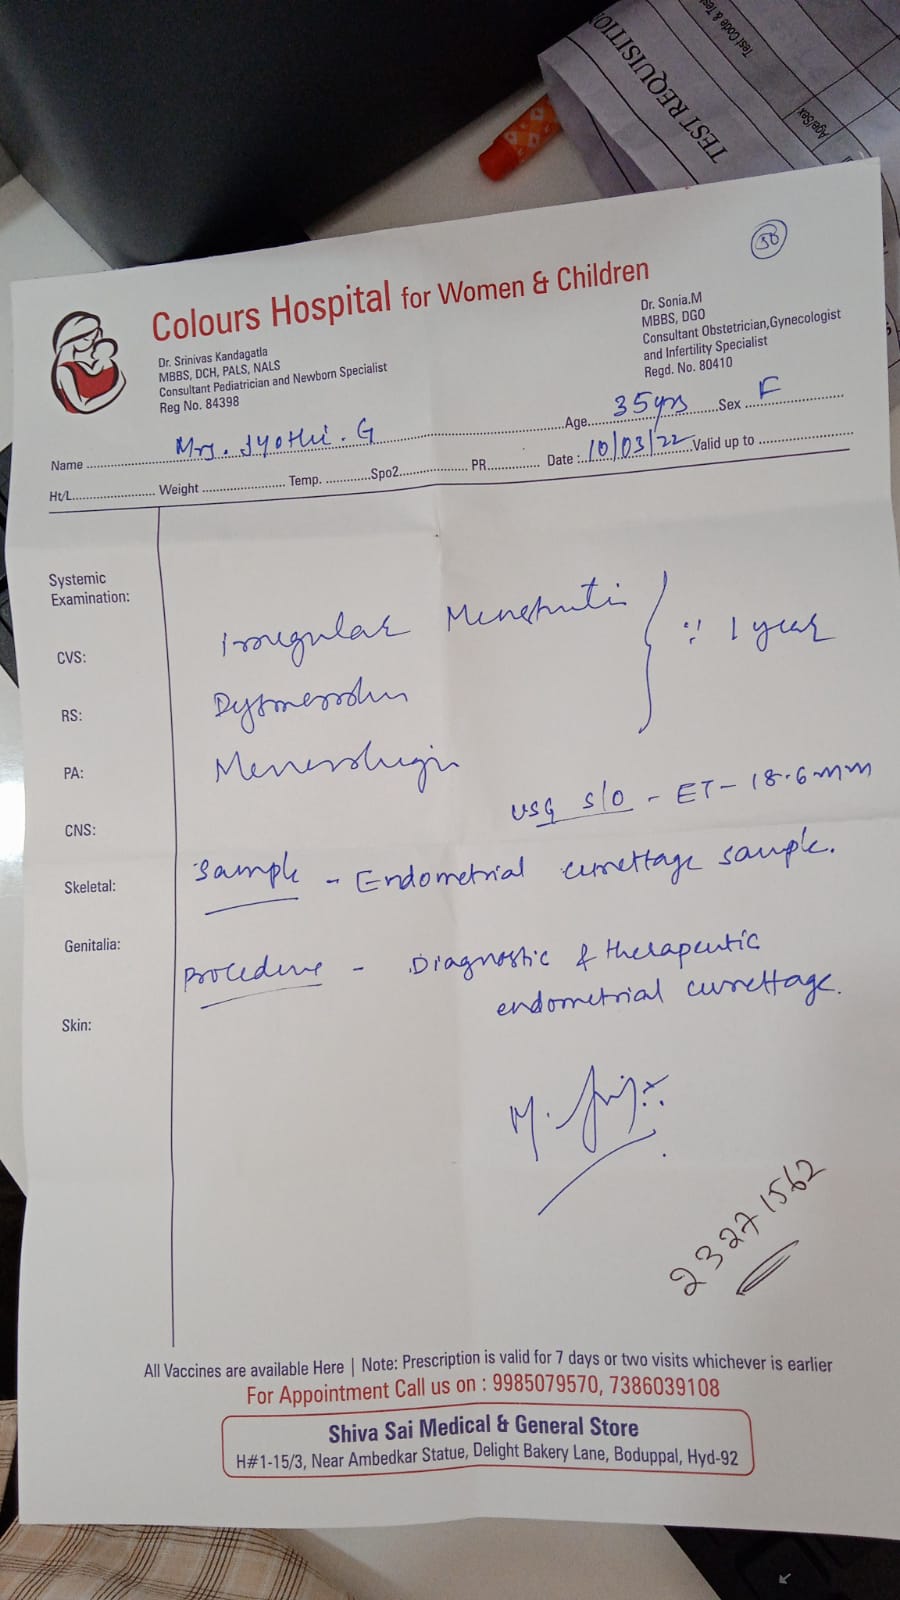 TEST REQUISITIO
Test Code & Tes
Age/Sex
Colours Hospital for Women & Children
Dr. Srinivas Kandagatla
MBBS, DCH, PALS, NALS
Consultant Pediatrician and Newborn Specialist
Reg No. 84398
Dr. Sonia.M
MBBS, DGO
Consultant Obstetrician,Gynecologist
and Infertility Specialist
Regd. No. 80410
Name Mrs. Jyothi. G Age 35yrs Sex F
Ht/L Weight Temp. Spo2 PR Date : 10/03/22 Valid up to
Systemic
Examination:
CVS:
RS:
PA:
CNS:
Skeletal:
Genitalia:
Skin:
Irregular
1 year
USG S/O - ET - 18.6mm
Sample - Endometrial curettage sample.
Procedure - Diagnostic & therapeutic
endometrial curettage.
23271562
All Vaccines are available Here | Note: Prescription is valid for 7 days or two visits whichever is earlier
For Appointment Call us on : 9985079570, 7386039108
Shiva Sai Medical & General Store
H#1-15/3, Near Ambedkar Statue, Delight Bakery Lane, Boduppal, Hyd-92